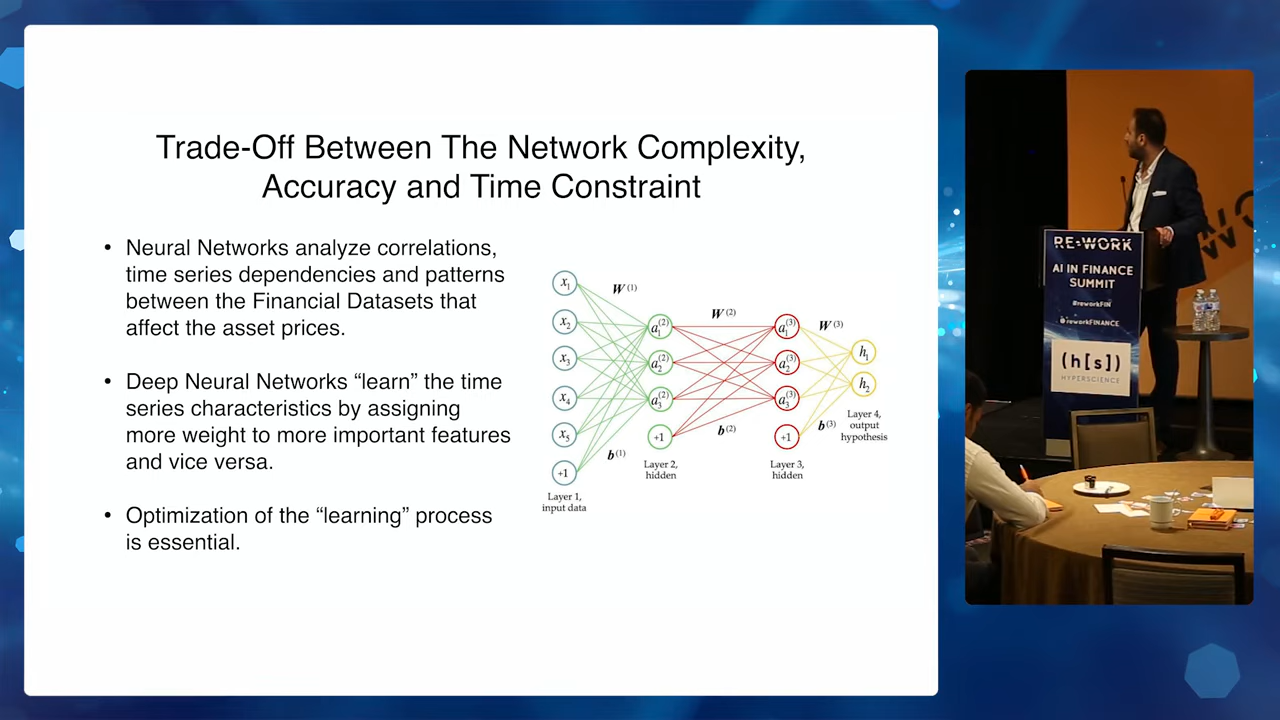 Trade-Off Between The Network Complexity,
Accuracy and Time Constraint
• Neural Networks analyze correlations,
time series dependencies and patterns
between the Financial Datasets that
affect the asset prices.
• Deep Neural Networks “learn” the time
series characteristics by assigning
more weight to more important features
and vice versa.
• Optimization of the “learning” process
is essential.
x₁
x₂
x₃
x₄
x₅
+1
Layer 1,
input data
W⁽¹⁾
b⁽¹⁾
a₁⁽²⁾
a₂⁽²⁾
a₃⁽²⁾
+1
Layer 2,
hidden
W⁽²⁾
b⁽²⁾
a₁⁽³⁾
a₂⁽³⁾
a₃⁽³⁾
+1
Layer 3,
hidden
W⁽³⁾
b⁽³⁾
h₁
h₂
Layer 4,
output
hypothesis
RE•WORK
AI IN FINANCE
SUMMIT
#reworkFIN
reworkFINANCE
(h[s])
HYPERSCIENCE